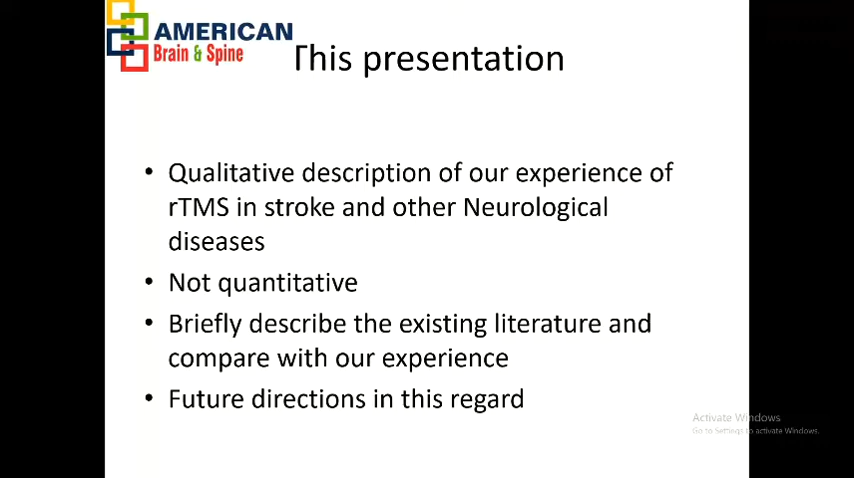 AMERICAN
Brain & Spine
This presentation
• Qualitative description of our experience of
rTMS in stroke and other Neurological
diseases
• Not quantitative
• Briefly describe the existing literature and
compare with our experience
• Future directions in this regard
Activate Windows
Go to Settings to activate Windows.